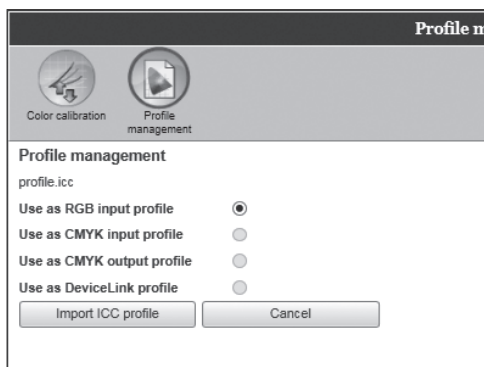 Profile
Color calibration
Profile
management
Profile management
profile.icc
Use as RGB input profile
Use as CMYK input profile
Use as CMYK output profile
Use as DeviceLink profile
Import ICC profile
Cancel